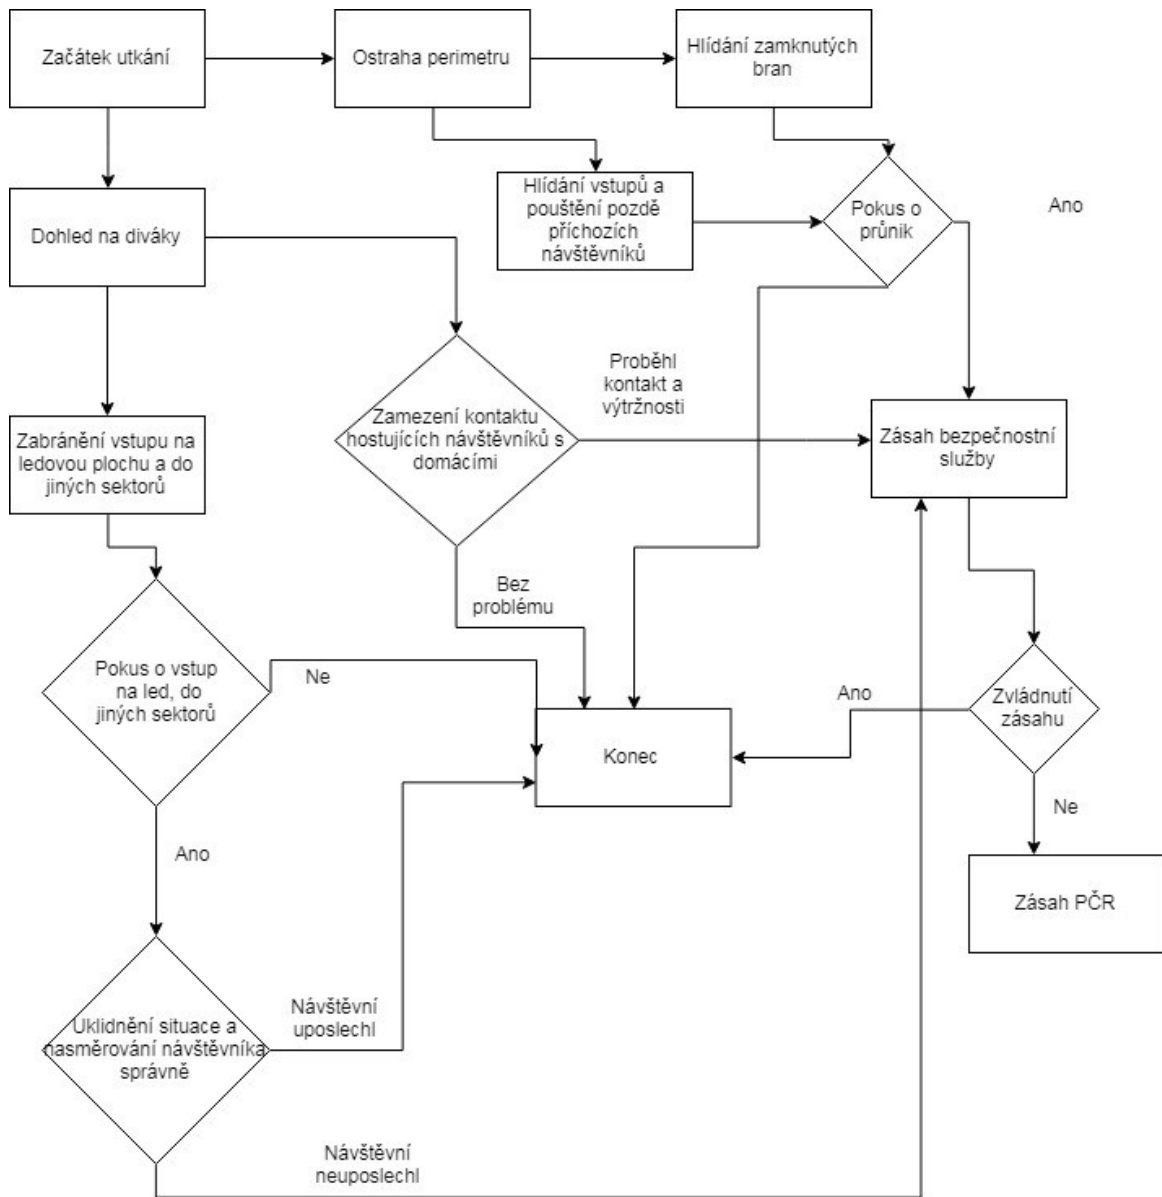 Začátek utkání
Ostraha perimetru
Hlídání zamknutých
bran
Hlídání vstupů a
pouštění pozdě
příchozích
návštěvníků
Pokus o
průnik
Ano
Dohled na diváky
Proběhl
kontakt a
výtržnosti
Zamezení kontaktu
hostujících návštěvníků s
domácími
Zásah bezpečnostní
služby
Zabránění vstupu na
ledovou plochu a do
jiných sektorů
Bez
problému
Pokus o vstup
na led, do
jiných sektorů
Ne
Ano
Zvládnutí
zásahu
Konec
Ne
Ano
Zásah PČR
Návštěvní
uposlechl
Uklidnění situace a
nasměrování návštěvníka
správně
Návštěvní
neuposlechl